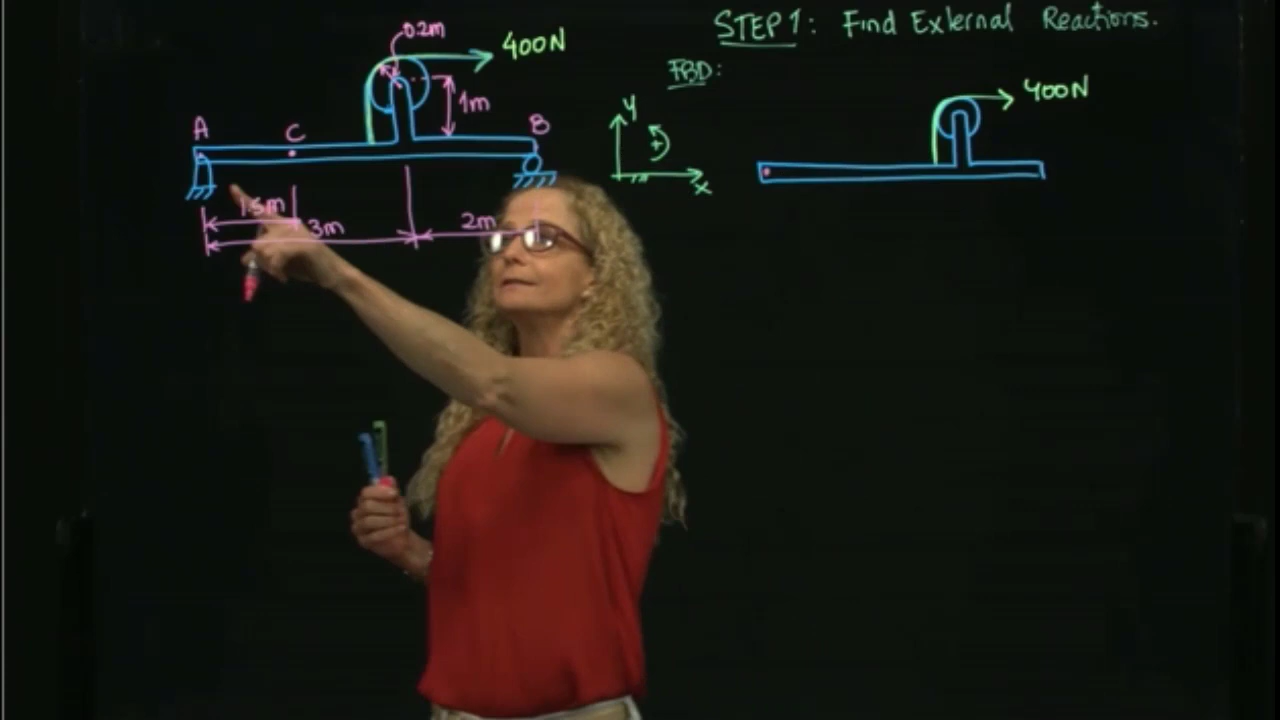 STEP 1: Find External Reactions.
0.2m
400N
1m
A
C
B
1.5m
3m
2m
FBD:
y
+
x
400N